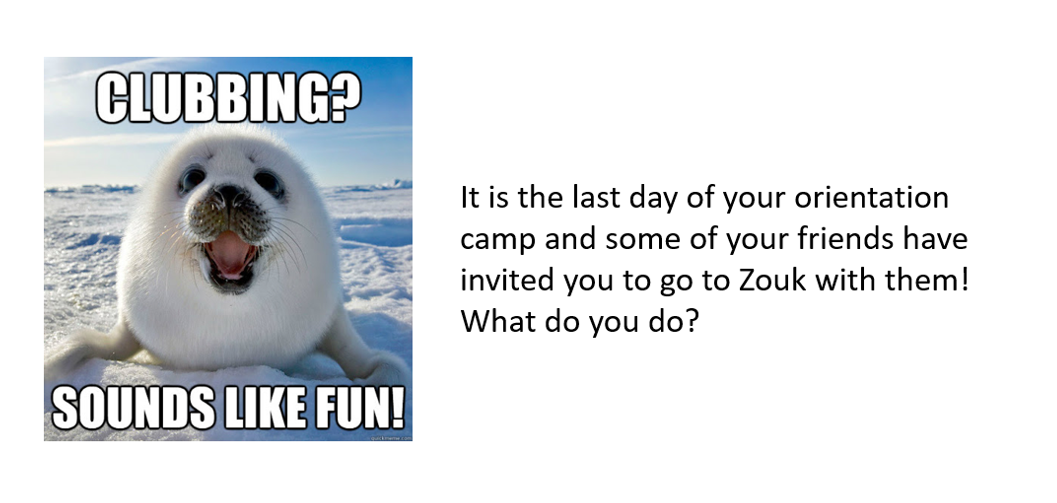 CLUBBING?
SOUNDS LIKE FUN!
It is the last day of your orientation
camp and some of your friends have
invited you to go to Zouk with them!
What do you do?